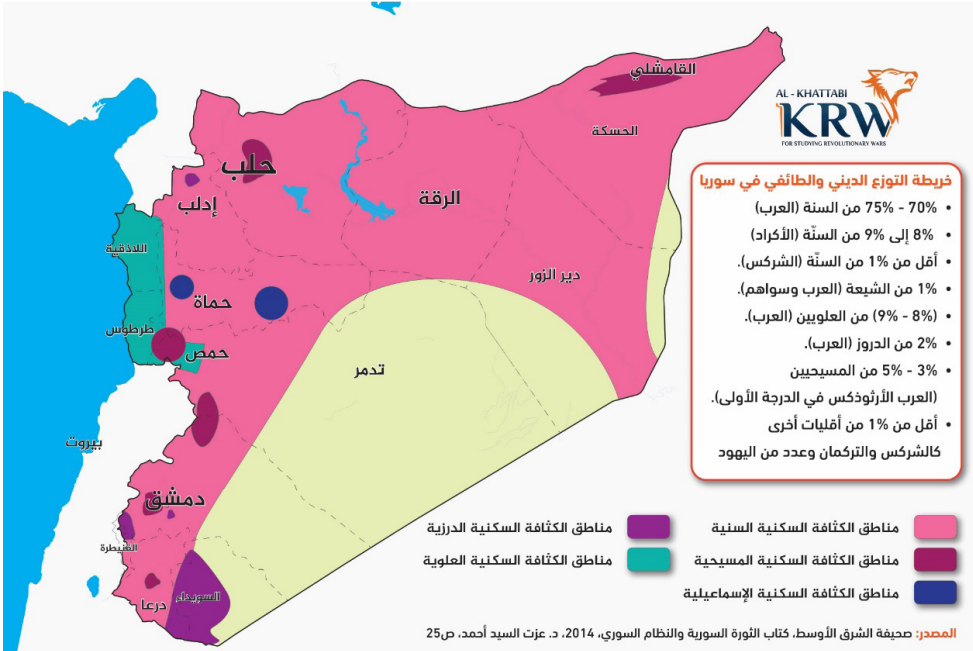 القامشلي
الحسكة
حلب
إدلب
الرقة
اللاذقية
دير الزور
حماة
طرطوس
حمص
تدمر
بيروت
دمشق
القنيطرة
السويداء
درعا
AL - KHATTABI
KRW
FOR STUDYING REVOLUTIONARY WARS
خريطة التوزع الديني والطائفي في سوريا
• 70% - 75% من السنة (العرب)
• 8% إلى 9% من السنّة (الأكراد)
• أقل من 1% من السنّة (الشركس).
• 1% من الشيعة (العرب وسواهم).
• (8% - 9%) من العلويين (العرب).
• 2% من الدروز (العرب).
• 3% - 5% من المسيحيين
(العرب الأرثوذكس في الدرجة الأولى).
• أقل من 1% من أقليات أخرى
كالشركس والتركمان وعدد من اليهود
مناطق الكثافة السكنية السنية
مناطق الكثافة السكنية الدرزية
مناطق الكثافة السكنية المسيحية
مناطق الكثافة السكنية العلوية
مناطق الكثافة السكنية الإسماعيلية
المصدر: صحيفة الشرق الأوسط، كتاب الثورة السورية والنظام السوري، 2014، د. عزت السيد أحمد، ص25